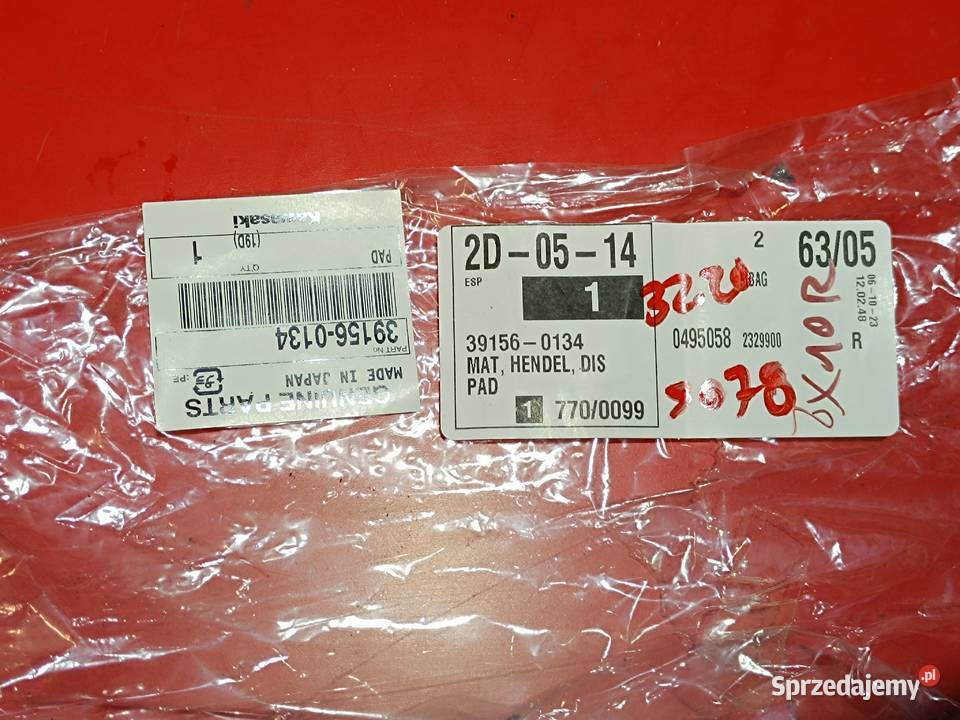 Kawasaki
(19D)
PAD
QTY
1
39156-0134
PART No
MADE IN JAPAN
GENUINE PARTS
2D-05-14
ESP
1
39156-0134
MAT, HENDEL, DIS
PAD
1 770/0099
2
BAG
0495058 2329900
63/05
06-10-23
12.02.48
R
3220
Sprzedajemy.pl